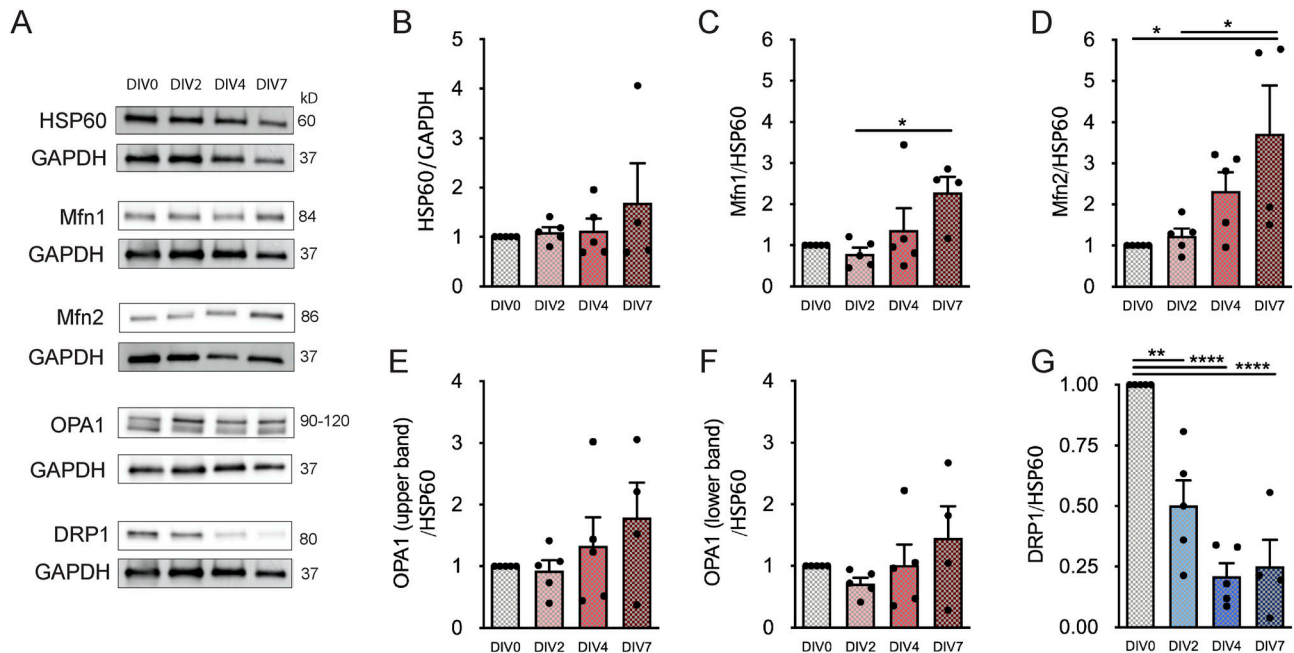 A
DIV0 DIV2 DIV4 DIV7
kD
HSP60 60
GAPDH 37
Mfn1 84
GAPDH 37
Mfn2 86
GAPDH 37
OPA1 90-120
GAPDH 37
DRP1 80
GAPDH 37
B
HSP60/GAPDH
5
4
3
2
1
0
DIV0 DIV2 DIV4 DIV7
C
Mfn1/HSP60
6
5
4
3
2
1
0
*
DIV0 DIV2 DIV4 DIV7
D
Mfn2/HSP60
6
5
4
3
2
1
0
* *
DIV0 DIV2 DIV4 DIV7
E
OPA1 (upper band)
/HSP60
4
3
2
1
0
DIV0 DIV2 DIV4 DIV7
F
OPA1 (lower band)
/HSP60
4
3
2
1
0
DIV0 DIV2 DIV4 DIV7
G
DRP1/HSP60
1.00
0.75
0.50
0.25
0.00
** ****
****
DIV0 DIV2 DIV4 DIV7